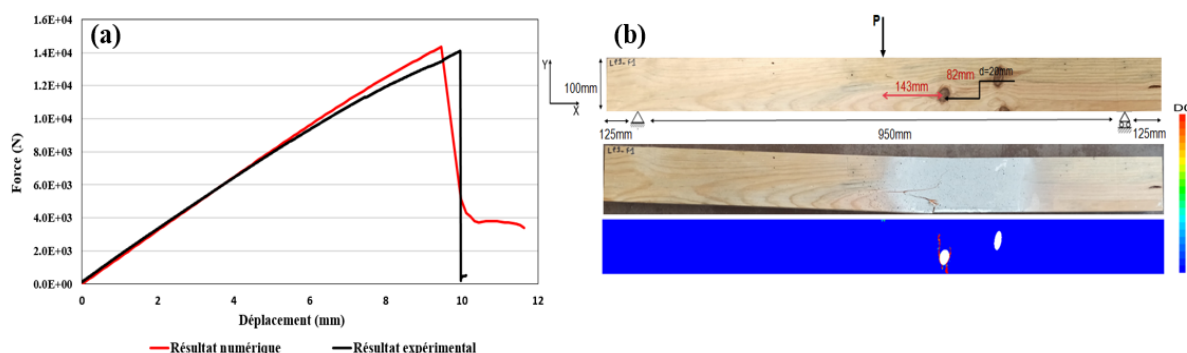 (a)
1.6E+04
1.4E+04
1.2E+04
1.0E+04
8.0E+03
6.0E+03
4.0E+03
2.0E+03
0.0E+00
Force (N)
0 2 4 6 8 10 12
Déplacement (mm)
Résultat numérique Résultat expérimental
(b)
P
Y
X
100mm
82mm
d=20mm
143mm
125mm 950mm 125mm